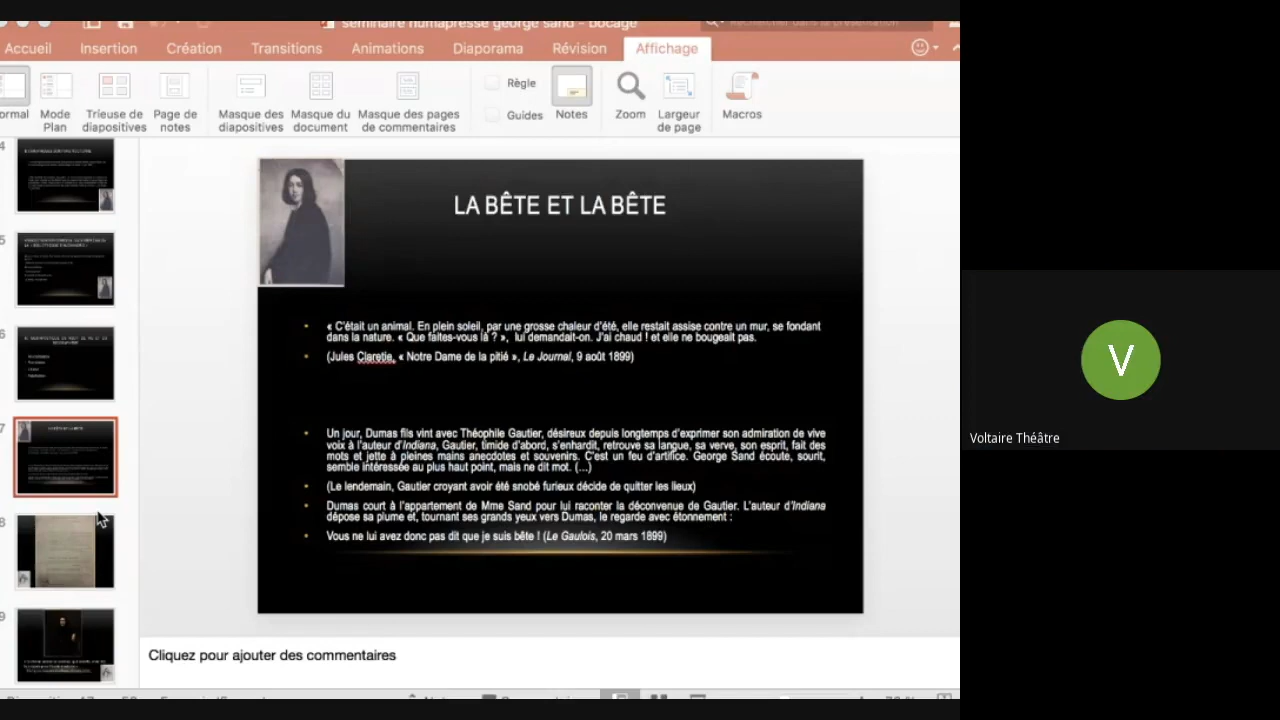 séminaire numapresse george sand - bocage
Accueil Insertion Création Transitions Animations Diaporama Révision Affichage
Mode Plan
Trieuse de diapositives
Page de notes
Masque des diapositives
Masque du document
Masque des pages de commentaires
Règle
Guides
Notes
Zoom
Largeur de page
Macros
4
5
6
7
8
9
LA BÊTE ET LA BÊTE
• « C'était un animal. En plein soleil, par une grosse chaleur d'été, elle restait assise contre un mur, se fondant
dans la nature. « Que faites-vous là ? », lui demandait-on. J'ai chaud ! et elle ne bougeait pas.
• (Jules Claretie, « Notre Dame de la pitié », Le Journal, 9 août 1899)
• Un jour, Dumas fils vint avec Théophile Gautier, désireux depuis longtemps d'exprimer son admiration de vive
voix à l'auteur d'Indiana, Gautier, timide d'abord, s'enhardit, retrouve sa langue, sa verve, son esprit, fait des
mots et jette à pleines mains anecdotes et souvenirs. C'est un feu d'artifice. George Sand écoute, sourit,
semble intéressée au plus haut point, mais ne dit mot. (...)
• (Le lendemain, Gautier croyant avoir été snobé furieux décide de quitter les lieux)
• Dumas court à l'appartement de Mme Sand pour lui raconter la déconvenue de Gautier. L'auteur d'Indiana
dépose sa plume et, tournant ses grands yeux vers Dumas, le regarde avec étonnement :
• Vous ne lui avez donc pas dit que je suis bête ! (Le Gaulois, 20 mars 1899)
Cliquez pour ajouter des commentaires
V
Voltaire Théâtre